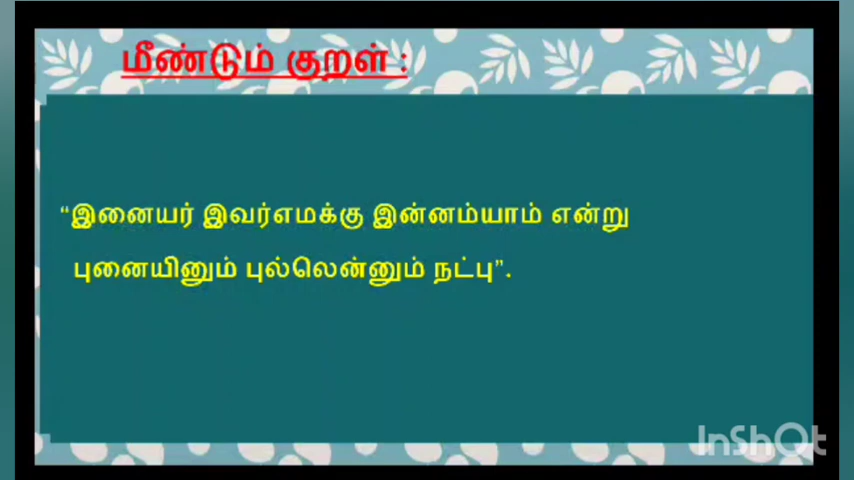 மீண்டும் குறள் :
“இனையர் இவர்எமக்கு இன்னம்யாம் என்று
புனையினும் புல்லென்னும் நட்பு”.
InShOt